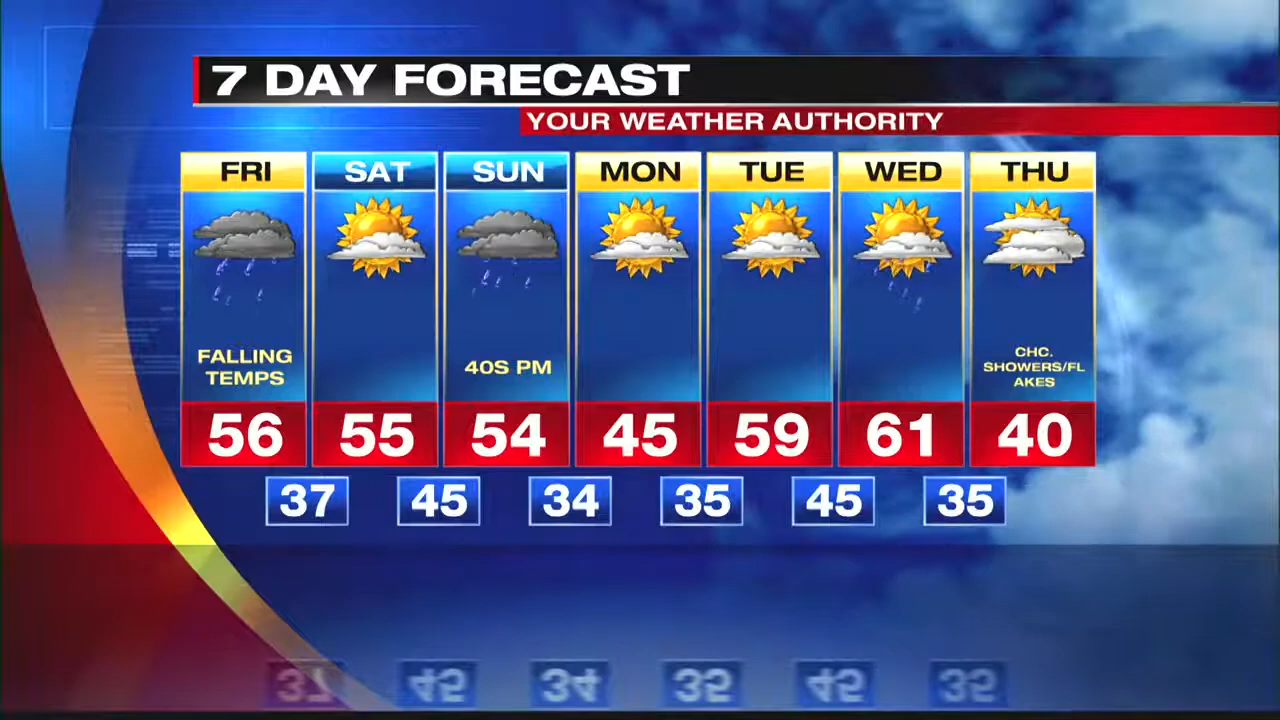 7 DAY FORECAST
YOUR WEATHER AUTHORITY
FRI SAT SUN MON TUE WED THU
FALLING
TEMPS
40S PM
CHC.
SHOWERS/FL
AKES
56 55 54 45 59 61 40
37 45 34 35 45 35